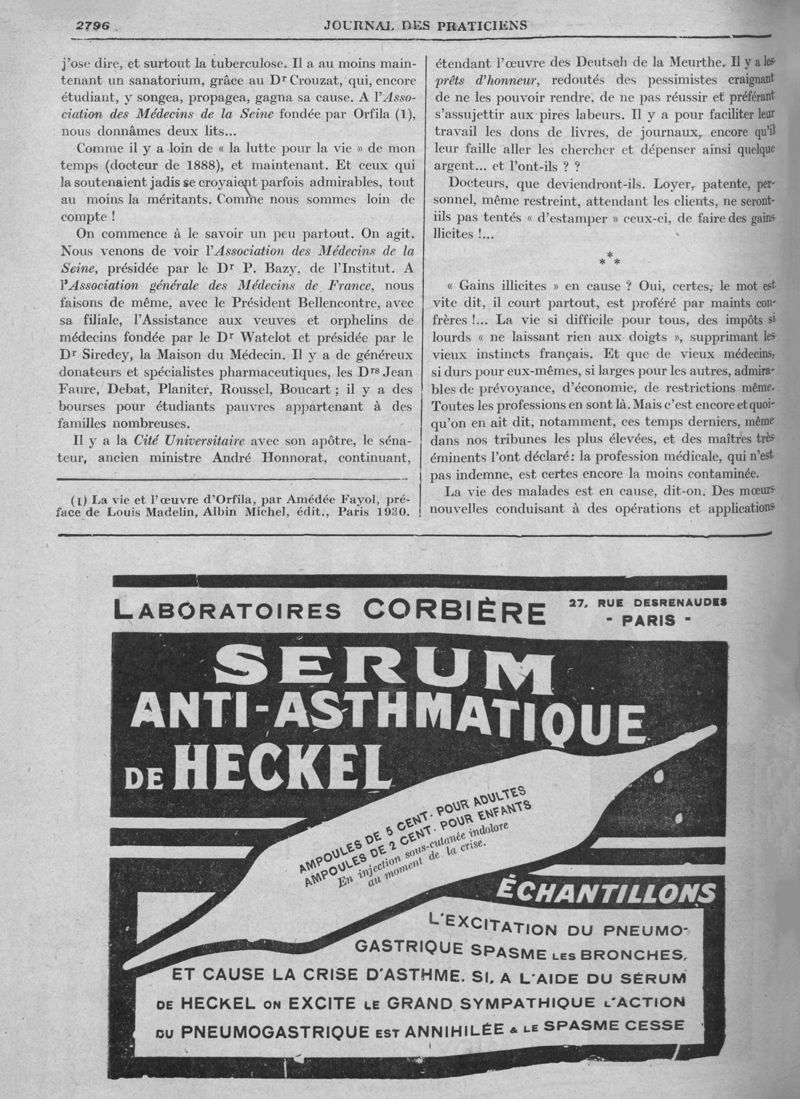 2796
JOURNAL DES PRATICIENS
j'ose dire, et surtout la tuberculose. Il a au moins main-
tenant un sanatorium, grâce au Dr Crouzat, qui, encore
étudiant, y songea, propagea, gagna sa cause. A l'Asso-
ciation des Médecins de la Seine fondée par Orfila (1),
nous donnâmes deux lits...
Comme il y a loin de « la lutte pour la vie » de mon
temps (docteur de 1888), et maintenant. Et ceux qui
la soutenaient jadis se croyaient parfois admirables, tout
au moins la méritants. Comme nous sommes loin de
compte !
On commence à le savoir un peu partout. On agit.
Nous venons de voir l'Association des Médecins de la
Seine, présidée par le Dr P. Bazy, de l'Institut. A
l'Association générale des Médecins de France, nous
faisons de même, avec le Président Bellencontre, avec
sa filiale, l'Assistance aux veuves et orphelins de
médecins fondée par le Dr Watelot et présidée par le
Dr Siredey, la Maison du Médecin. Il y a de généreux
donateurs et spécialistes pharmaceutiques, les Drs Jean
Faure, Debat, Planiter, Roussel, Boucart ; il y a des
bourses pour étudiants pauvres appartenant à des
familles nombreuses.
Il y a la Cité Universitaire avec son apôtre, le séna-
teur, ancien ministre André Honnorat, continuant,
(1) La vie et l'œuvre d'Orfila, par Amédée Fayol, pré-
face de Louis Madelin, Albin Michel, édit., Paris 1930.
étendant l'œuvre des Deutsch de la Meurthe. Il y a les
prêts d'honneur, redoutés des pessimistes craignant
de ne les pouvoir rendre, de ne pas réussir et préférant
s'assujettir aux pires labeurs. Il y a pour faciliter leur
travail les dons de livres, de journaux, encore qu'il
leur faille aller les chercher et dépenser ainsi quelque
argent... et l'ont-ils ? ?
Docteurs, que deviendront-ils. Loyer, patente, per-
sonnel, même restreint, attendant les clients, ne seront-
iils pas tentés « d'estamper » ceux-ci, de faire des gains
llicites !...
*
* *
« Gains illicites » en cause ? Oui, certes, le mot est
vite dit, il court partout, est proféré par maints con-
frères !... La vie si difficile pour tous, des impôts si
lourds « ne laissant rien aux doigts », supprimant les
vieux instincts français. Et que de vieux médecins,
si durs pour eux-mêmes, si larges pour les autres, admira-
bles de prévoyance, d'économie, de restrictions même.
Toutes les professions en sont là. Mais c'est encore et quoi-
qu'on en ait dit, notamment, ces temps derniers, même
dans nos tribunes les plus élevées, et des maîtres très
éminents l'ont déclaré : la profession médicale, qui n'est
pas indemne, est certes encore la moins contaminée.
La vie des malades est en cause, dit-on. Des mœurs
nouvelles conduisant à des opérations et applications
LABORATOIRES CORBIÈRE
27, RUE DESRENAUDES
- PARIS -
SERUM
ANTI-ASTHMATIQUE
DE HECKEL
AMPOULES DE 5 CENT. POUR ADULTES
AMPOULES DE 2 CENT. POUR ENFANTS
En injection sous-cutanée indolore
au moment de la crise.
ÉCHANTILLONS
L'EXCITATION DU PNEUMO-
GASTRIQUE SPASME LES BRONCHES,
ET CAUSE LA CRISE D'ASTHME. SI, A L'AIDE DU SÉRUM
DE HECKEL ON EXCITE LE GRAND SYMPATHIQUE L'ACTION
DU PNEUMOGASTRIQUE EST ANNIHILÉE & LE SPASME CESSE